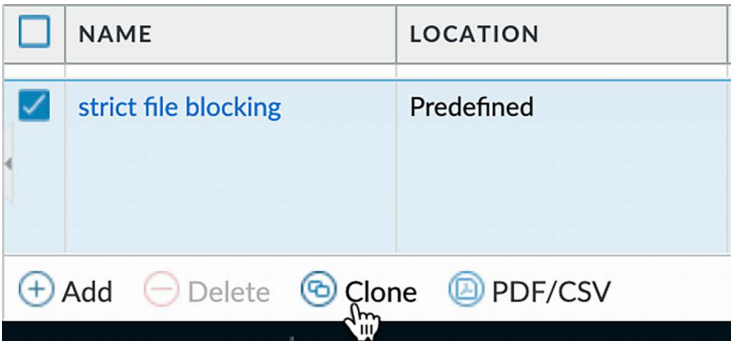 NAME LOCATION
strict file blocking Predefined
Add Delete Clone PDF/CSV